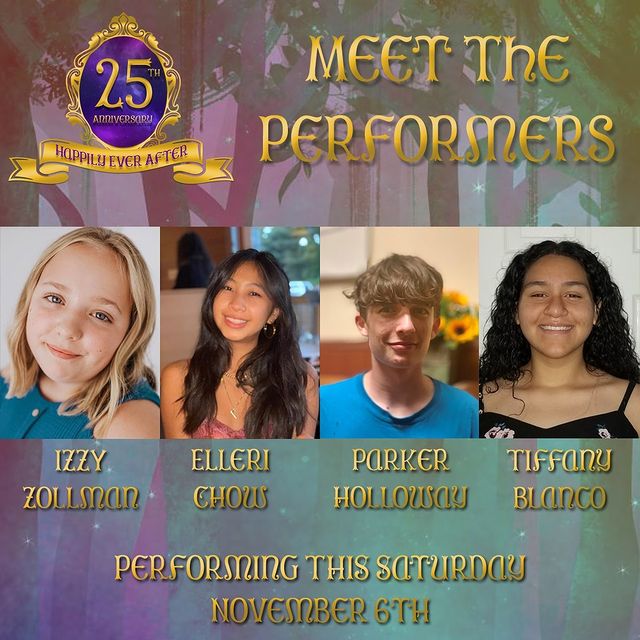 25TH
ANNIVERSARY
HAPPILY EVER AFTER
MEET THE
PERFORMERS
IZZY
ZOLLMAN
ELLERI
CHOW
PARKER
HOLLOWAY
TIFFANY
BLANCO
PERFORMING THIS SATURDAY
NOVEMBER 6TH